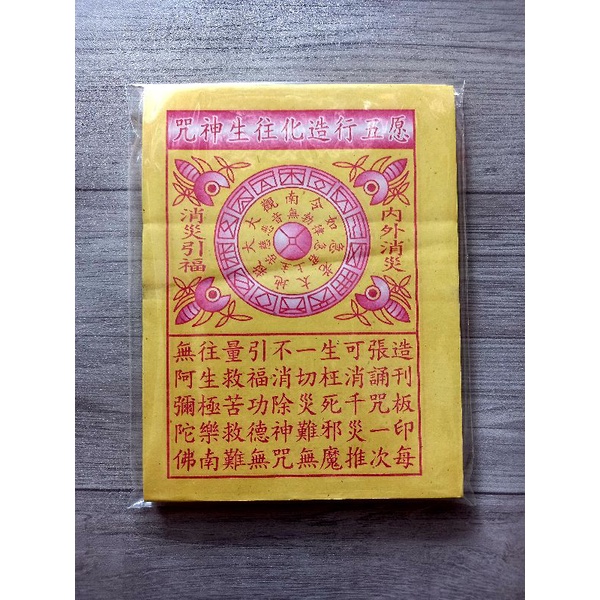 愿五行造化往生神咒
內外消災
消災引福
造刊板印每
張誦咒一次
可消千災推
生枉死邪魔
一切災難無
不消除神咒
引福功德無
量救苦救難
往生極樂南
無阿彌陀佛